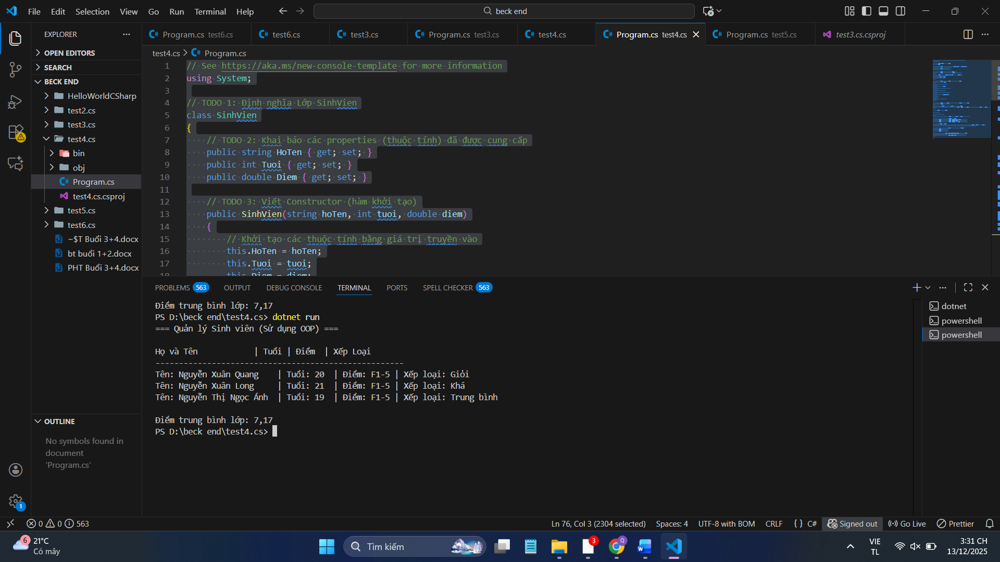 File Edit Selection View Go Run Terminal Help
beck end
EXPLORER
OPEN EDITORS
SEARCH
BECK END
HelloWorldCSharp
test2.cs
test3.cs
test4.cs
bin
obj
Program.cs
test4.cs.csproj
test5.cs
test6.cs
~$T Buổi 3+4.docx
bt buổi 1+2.docx
PHT Buổi 3+4.docx
OUTLINE
No symbols found in
document
'Program.cs'
Program.cs test6.cs
test6.cs
test3.cs
Program.cs test3.cs
test4.cs
Program.cs test4.cs
Program.cs test5.cs
test3.cs.csproj
test4.cs > Program.cs
1 // See https://aka.ms/new-console-template for more information
2 using System;
3
4 // TODO 1: Định nghĩa Lớp SinhVien
5 class SinhVien
6 {
7 // TODO 2: Khai báo các properties (thuộc tính) đã được cung cấp
8 public string HoTen { get; set; }
9 public int Tuoi { get; set; }
10 public double Diem { get; set; }
11
12 // TODO 3: Viết Constructor (hàm khởi tạo)
13 public SinhVien(string hoTen, int tuoi, double diem)
14 {
15 // Khởi tạo các thuộc tính bằng giá trị truyền vào
16 this.HoTen = hoTen;
17 this.Tuoi = tuoi;
18 this.Diem = diem;
PROBLEMS 563 OUTPUT DEBUG CONSOLE TERMINAL PORTS SPELL CHECKER 563
Điểm trung bình lớp: 7,17
PS D:\beck end\test4.cs> dotnet run
=== Quản lý Sinh viên (Sử dụng OOP) ===
Họ và Tên | Tuổi | Điểm | Xếp Loại
-----------------------------------------------------
Tên: Nguyễn Xuân Quang | Tuổi: 20 | Điểm: F1-5 | Xếp loại: Giỏi
Tên: Nguyễn Xuân Long | Tuổi: 21 | Điểm: F1-5 | Xếp loại: Khá
Tên: Nguyễn Thị Ngọc Ánh | Tuổi: 19 | Điểm: F1-5 | Xếp loại: Trung bình
Điểm trung bình lớp: 7,17
PS D:\beck end\test4.cs>
dotnet
powershell
powershell
1
0 0 563
Ln 76, Col 3 (2304 selected) Spaces: 4 UTF-8 with BOM CRLF { } C# Signed out Go Live Prettier
6
21°C
Có mây
Tìm kiếm
3
Q
VIE
TL
3:31 CH
13/12/2025